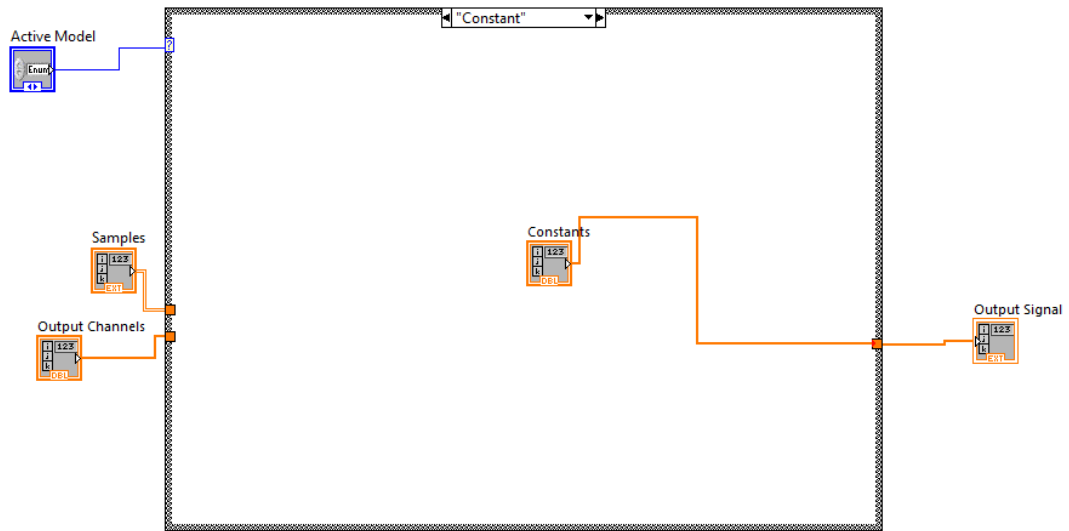 "Constant"
Active Model
?
Enum
Samples
i 123
j
k
EXT
Output Channels
i 123
j
k
DBL
Constants
i 123
j
k
DBL
Output Signal
i 123
j
k
EXT